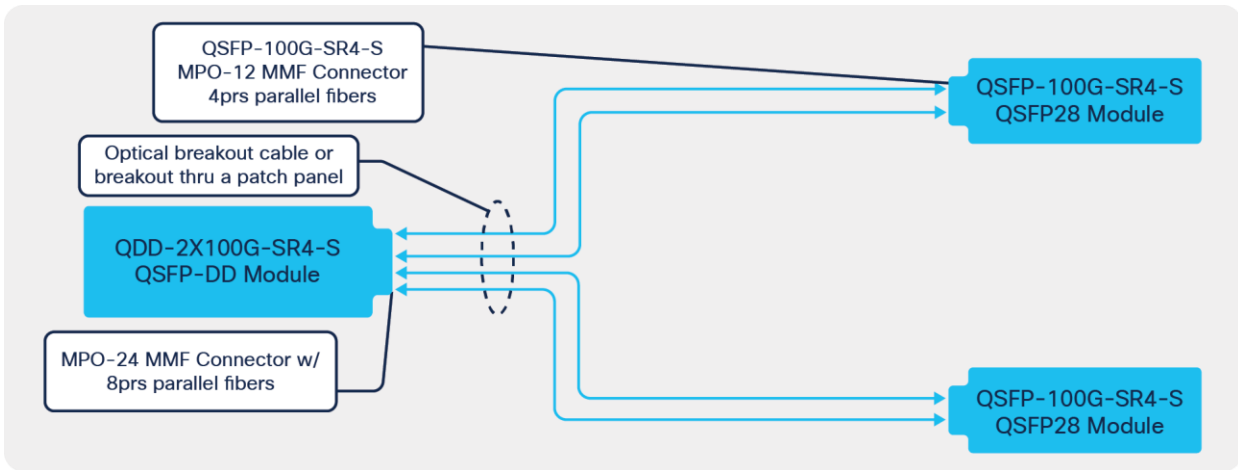 QSFP-100G-SR4-S
MPO-12 MMF Connector
4prs parallel fibers
QSFP-100G-SR4-S
QSFP28 Module
Optical breakout cable or
breakout thru a patch panel
QDD-2X100G-SR4-S
QSFP-DD Module
MPO-24 MMF Connector w/
8prs parallel fibers
QSFP-100G-SR4-S
QSFP28 Module